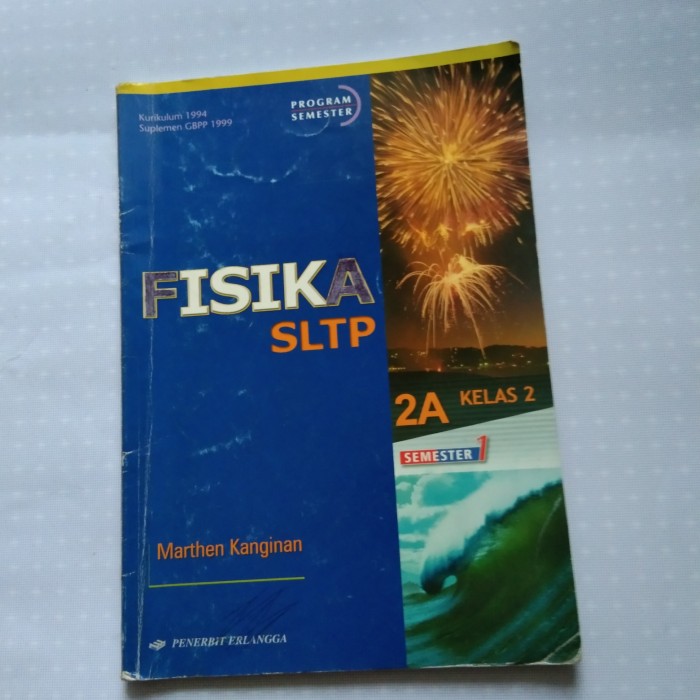 Kurikulum 1994
Suplemen GBPP 1999
PROGRAM
SEMESTER
FISIKA
SLTP
2A KELAS 2
SEMESTER 1
Marthen Kanginan
PENERBIT ERLANGGA